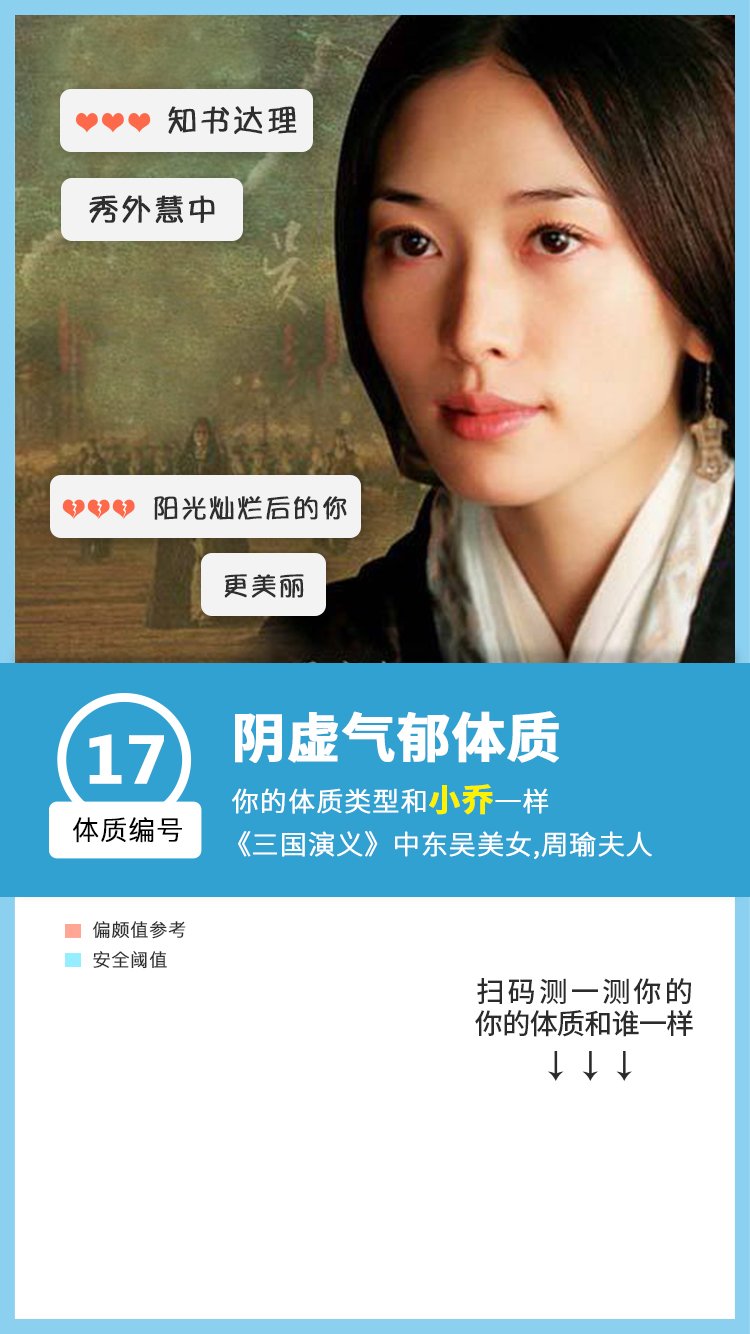 知书达理
秀外慧中
吴
阳光灿烂后的你
更美丽
17
体质编号
阴虚气郁体质
你的体质类型和小乔一样
《三国演义》中东吴美女,周瑜夫人
偏颇值参考
安全阈值
扫码测一测你的
你的体质和谁一样
↓ ↓ ↓